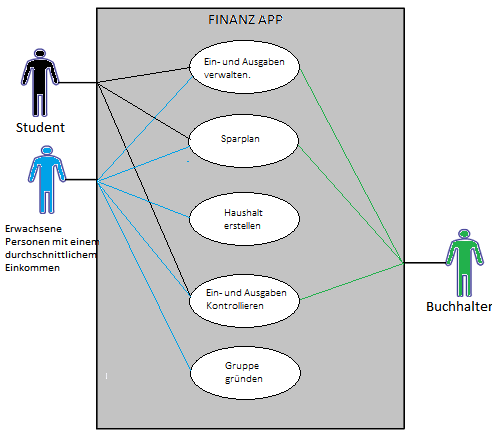 FINANZ APP
Ein- und Ausgaben
verwalten.
Sparplan
Haushalt
erstellen
Ein- und Ausgaben
Kontrollieren
Gruppe
gründen
Student
Erwachsene
Personen mit einem
durchschnittlichem
Einkommen
Buchhalter